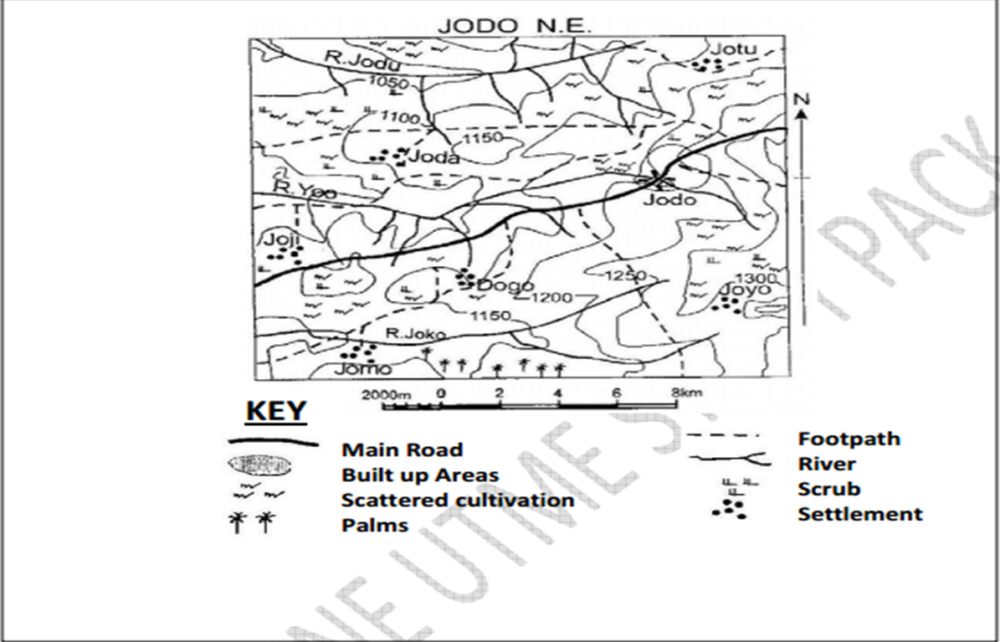 JODO N.E.
Jotu
R.Jodu
1050
N
1100
1150
Joda
R.Yoo
Jodo
Joji
1250
1300
Joyo
Dogo
1200
1150
R.Joko
Jomo
2000m 0 2 4 6 8km
KEY
Main Road
Built up Areas
Scattered cultivation
Palms
Footpath
River
Scrub
Settlement
NE UTME S
Y PACK